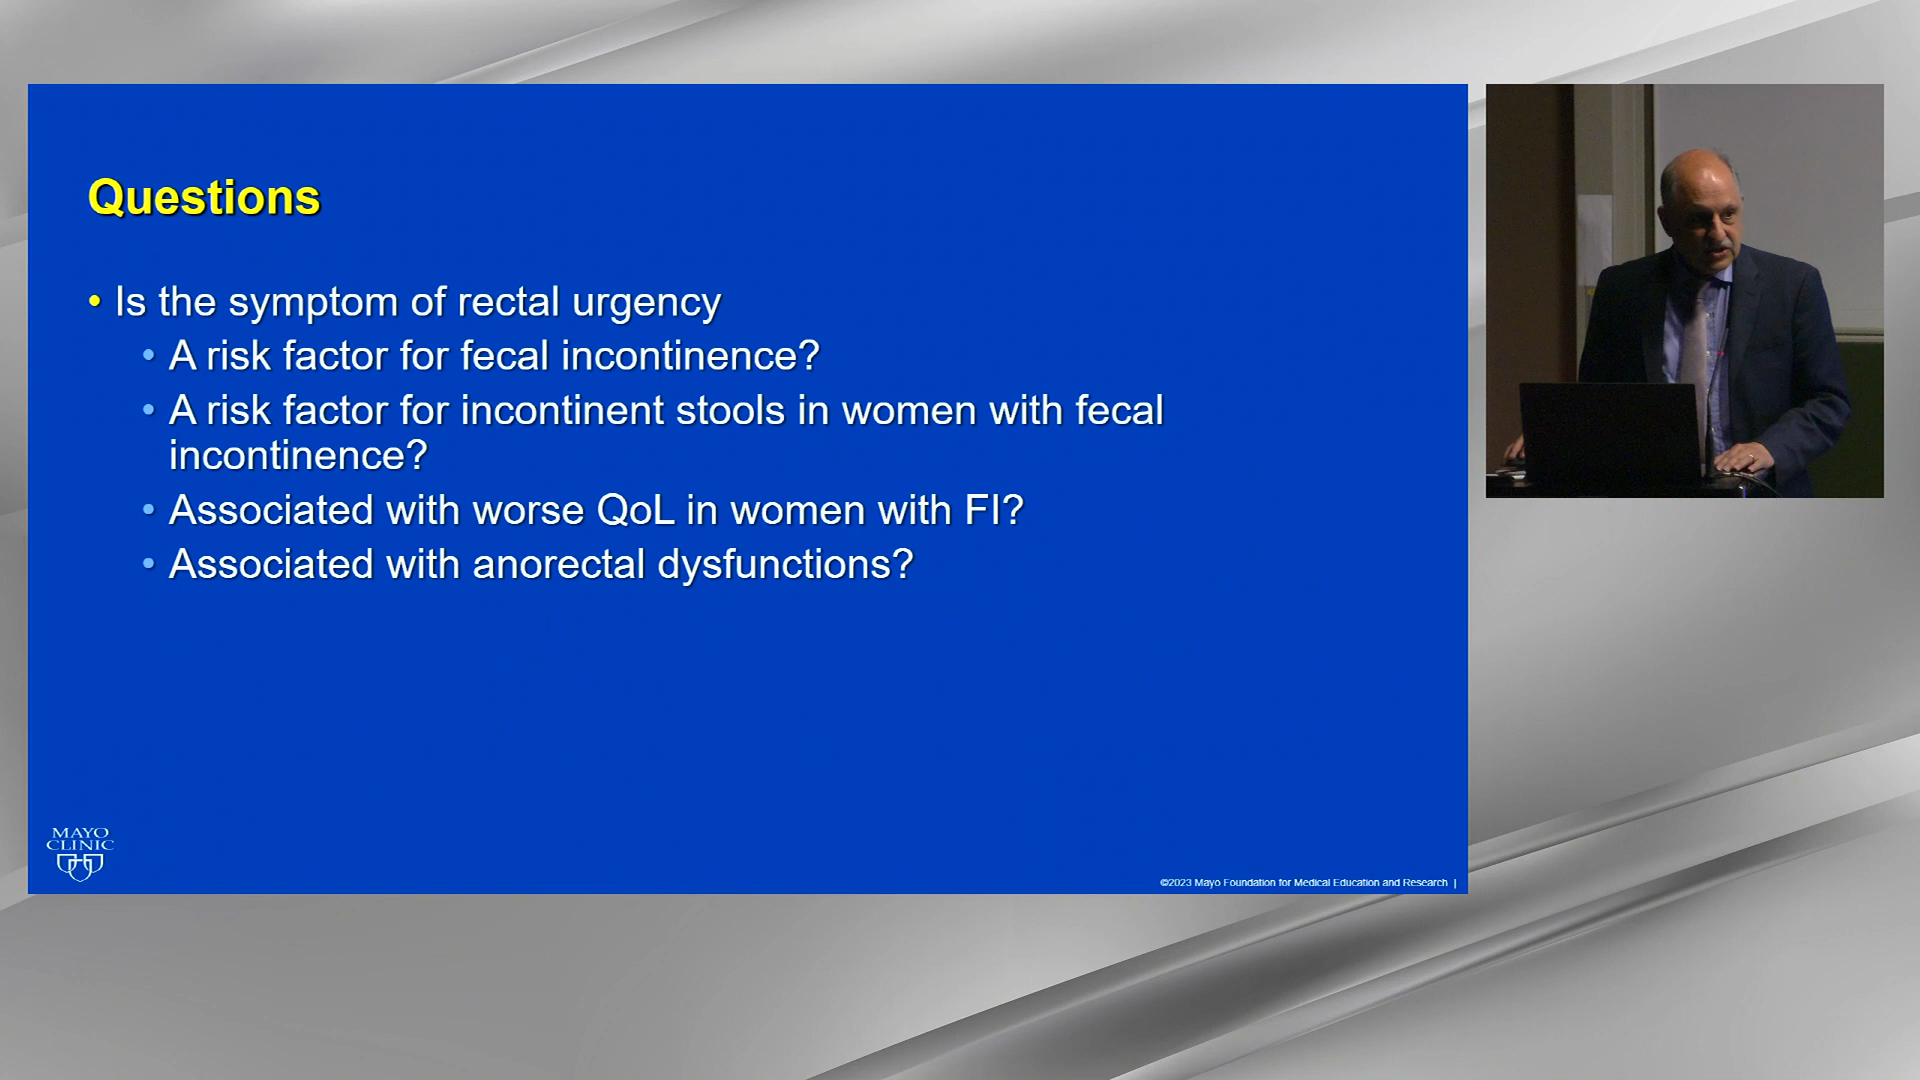 Questions
• Is the symptom of rectal urgency
• A risk factor for fecal incontinence?
• A risk factor for incontinent stools in women with fecal
incontinence?
• Associated with worse QoL in women with FI?
• Associated with anorectal dysfunctions?
MAYO
CLINIC
©2023 Mayo Foundation for Medical Education and Research |